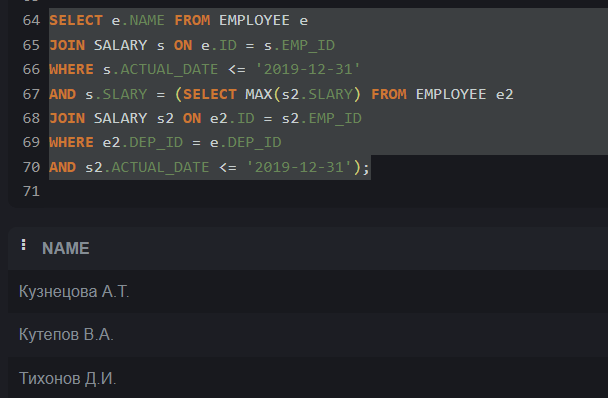 64 SELECT e.NAME FROM EMPLOYEE e
65 JOIN SALARY s ON e.ID = s.EMP_ID
66 WHERE s.ACTUAL_DATE <= '2019-12-31'
67 AND s.SLARY = (SELECT MAX(s2.SLARY) FROM EMPLOYEE e2
68 JOIN SALARY s2 ON e2.ID = s2.EMP_ID
69 WHERE e2.DEP_ID = e.DEP_ID
70 AND s2.ACTUAL_DATE <= '2019-12-31');
71
NAME
Кузнецова А.Т.
Кутепов В.А.
Тихонов Д.И.